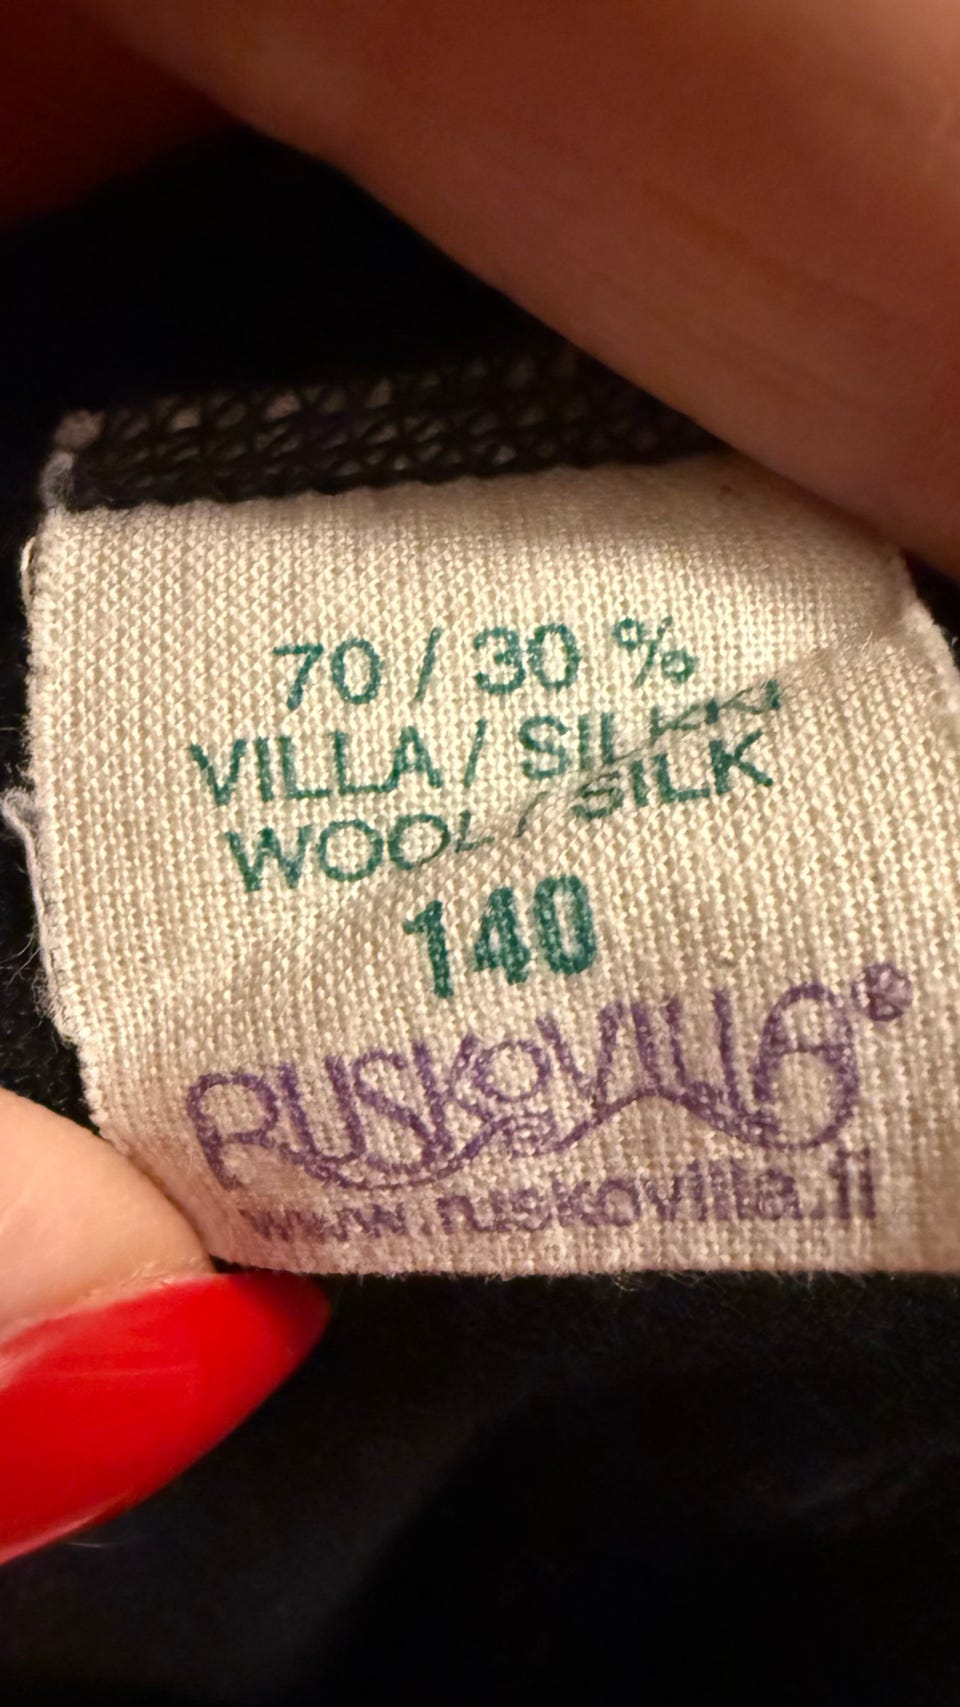 70 / 30 %
VILLA / SILKKI
WOOL / SILK
140
RUSKOVILLA®
www.ruskovilla.fi